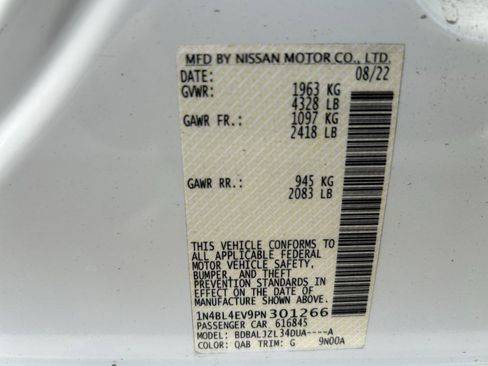 MFD BY NISSAN MOTOR CO., LTD.
DATE: 08/22
GVWR: 1963 KG
4328 LB
GAWR FR.: 1097 KG
2418 LB
GAWR RR.: 945 KG
2083 LB
THIS VEHICLE CONFORMS TO
ALL APPLICABLE FEDERAL
MOTOR VEHICLE SAFETY,
BUMPER, AND THEFT
PREVENTION STANDARDS
IN EFFECT ON THE DATE OF
MANUFACTURE SHOWN ABOVE.
1N4BL4EV9PN301266
PASSENGER CAR 616845
MODEL: BDBALJZL34DUA----A
COLOR: QAB TRIM: G 9N00A